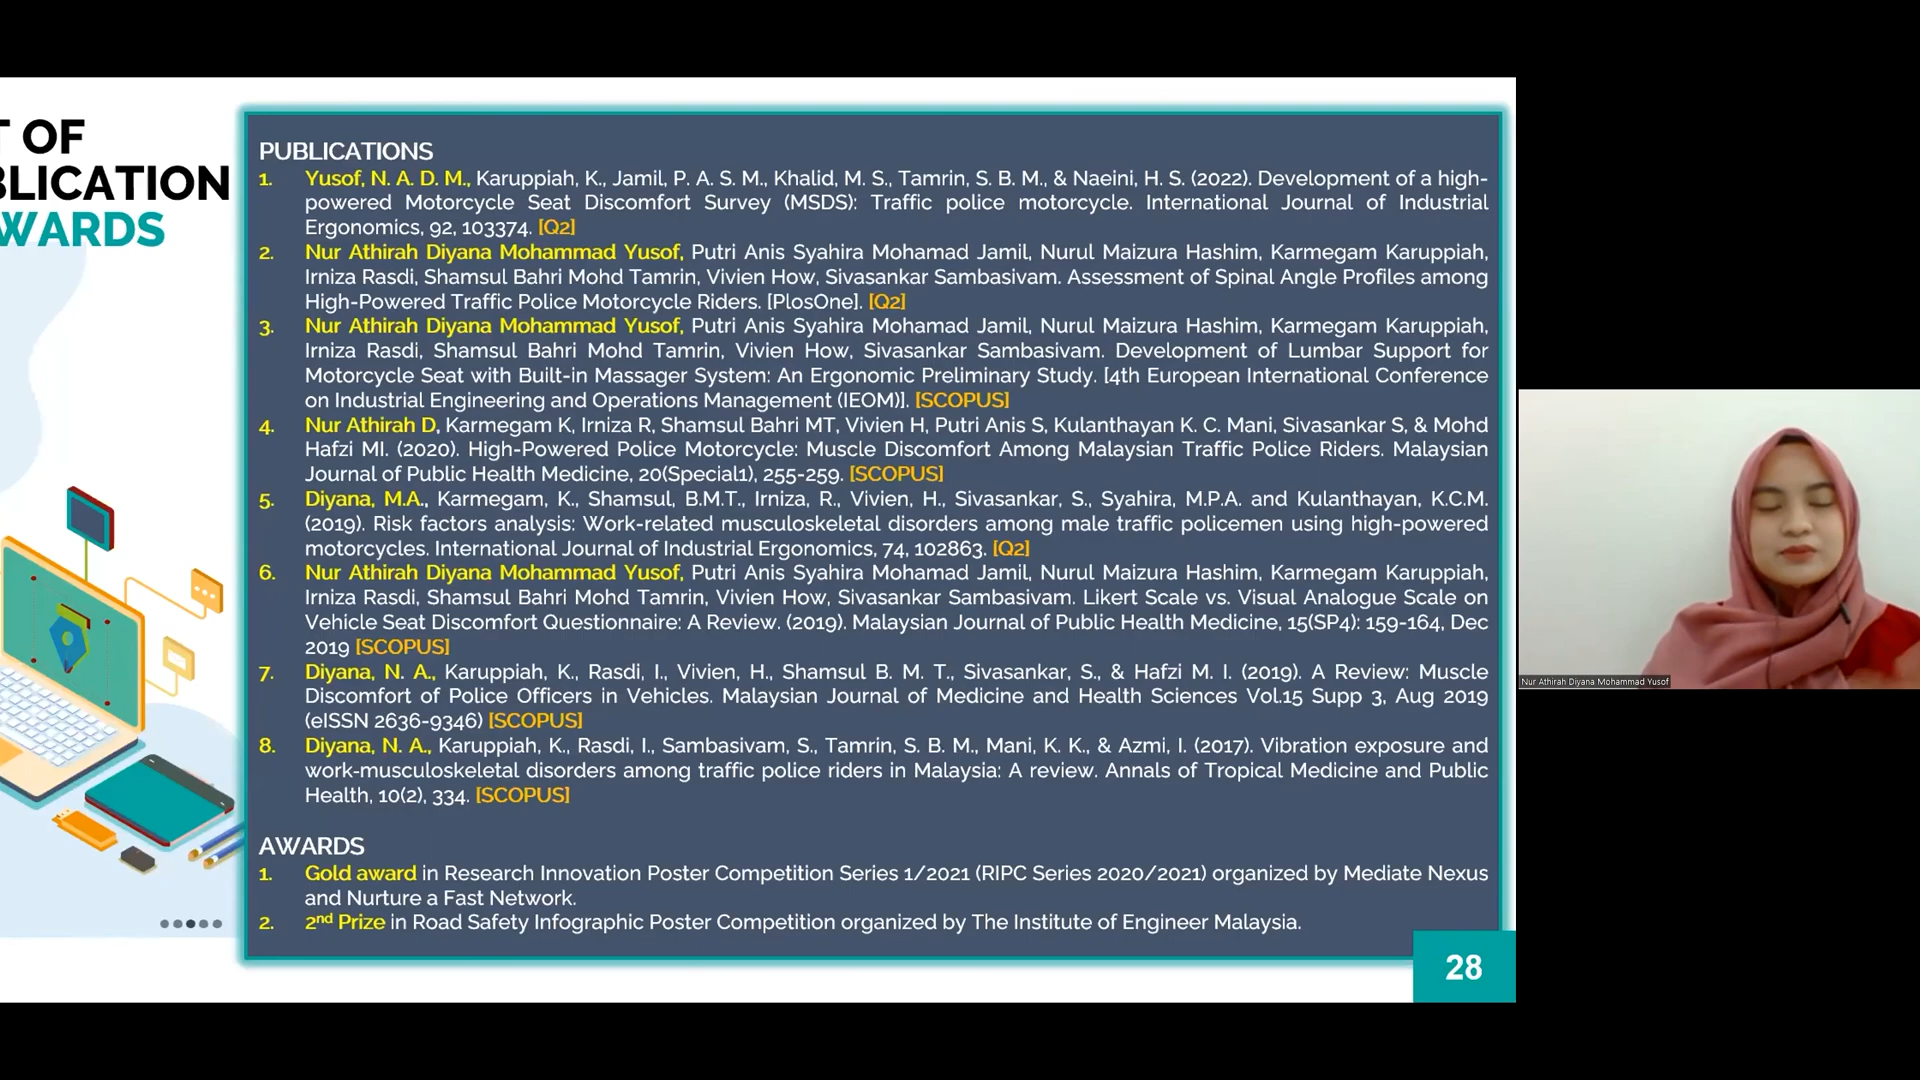 T OF
BLICATION
WARDS
PUBLICATIONS
1. Yusof, N. A. D. M., Karuppiah, K., Jamil, P. A. S. M., Khalid, M. S., Tamrin, S. B. M., & Naeini, H. S. (2022). Development of a high-
powered Motorcycle Seat Discomfort Survey (MSDS): Traffic police motorcycle. International Journal of Industrial
Ergonomics, 92, 103374. [Q2]
2. Nur Athirah Diyana Mohammad Yusof, Putri Anis Syahira Mohamad Jamil, Nurul Maizura Hashim, Karmegam Karuppiah,
Irniza Rasdi, Shamsul Bahri Mohd Tamrin, Vivien How, Sivasankar Sambasivam. Assessment of Spinal Angle Profiles among
High-Powered Traffic Police Motorcycle Riders. [PlosOne]. [Q2]
3. Nur Athirah Diyana Mohammad Yusof, Putri Anis Syahira Mohamad Jamil, Nurul Maizura Hashim, Karmegam Karuppiah,
Irniza Rasdi, Shamsul Bahri Mohd Tamrin, Vivien How, Sivasankar Sambasivam. Development of Lumbar Support for
Motorcycle Seat with Built-in Massager System: An Ergonomic Preliminary Study. [4th European International Conference
on Industrial Engineering and Operations Management (IEOM)]. [SCOPUS]
4. Nur Athirah D, Karmegam K, Irniza R, Shamsul Bahri MT, Vivien H, Putri Anis S, Kulanthayan K. C. Mani, Sivasankar S, & Mohd
Hafzi MI. (2020). High-Powered Police Motorcycle: Muscle Discomfort Among Malaysian Traffic Police Riders. Malaysian
Journal of Public Health Medicine, 20(Special1), 255-259. [SCOPUS]
5. Diyana, M.A., Karmegam, K., Shamsul, B.M.T., Irniza, R., Vivien, H., Sivasankar, S., Syahira, M.P.A. and Kulanthayan, K.C.M.
(2019). Risk factors analysis: Work-related musculoskeletal disorders among male traffic policemen using high-powered
motorcycles. International Journal of Industrial Ergonomics, 74, 102863. [Q2]
6. Nur Athirah Diyana Mohammad Yusof, Putri Anis Syahira Mohamad Jamil, Nurul Maizura Hashim, Karmegam Karuppiah,
Irniza Rasdi, Shamsul Bahri Mohd Tamrin, Vivien How, Sivasankar Sambasivam. Likert Scale vs. Visual Analogue Scale on
Vehicle Seat Discomfort Questionnaire: A Review. (2019). Malaysian Journal of Public Health Medicine, 15(SP4): 159-164, Dec
2019 [SCOPUS]
7. Diyana, N. A., Karuppiah, K., Rasdi, I., Vivien, H., Shamsul B. M. T., Sivasankar, S., & Hafzi M. I. (2019). A Review: Muscle
Discomfort of Police Officers in Vehicles. Malaysian Journal of Medicine and Health Sciences Vol.15 Supp 3, Aug 2019
(eISSN 2636-9346) [SCOPUS]
8. Diyana, N. A., Karuppiah, K., Rasdi, I., Sambasivam, S., Tamrin, S. B. M., Mani, K. K., & Azmi, I. (2017). Vibration exposure and
work-musculoskeletal disorders among traffic police riders in Malaysia: A review. Annals of Tropical Medicine and Public
Health, 10(2), 334. [SCOPUS]
AWARDS
1. Gold award in Research Innovation Poster Competition Series 1/2021 (RIPC Series 2020/2021) organized by Mediate Nexus
and Nurture a Fast Network.
2. 2nd Prize in Road Safety Infographic Poster Competition organized by The Institute of Engineer Malaysia.
28
Nur Athirah Diyana Mohammad Yusof